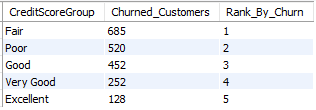 CreditScoreGroup Churned_Customers Rank_By_Churn
Fair 685 1
Poor 520 2
Good 452 3
Very Good 252 4
Excellent 128 5